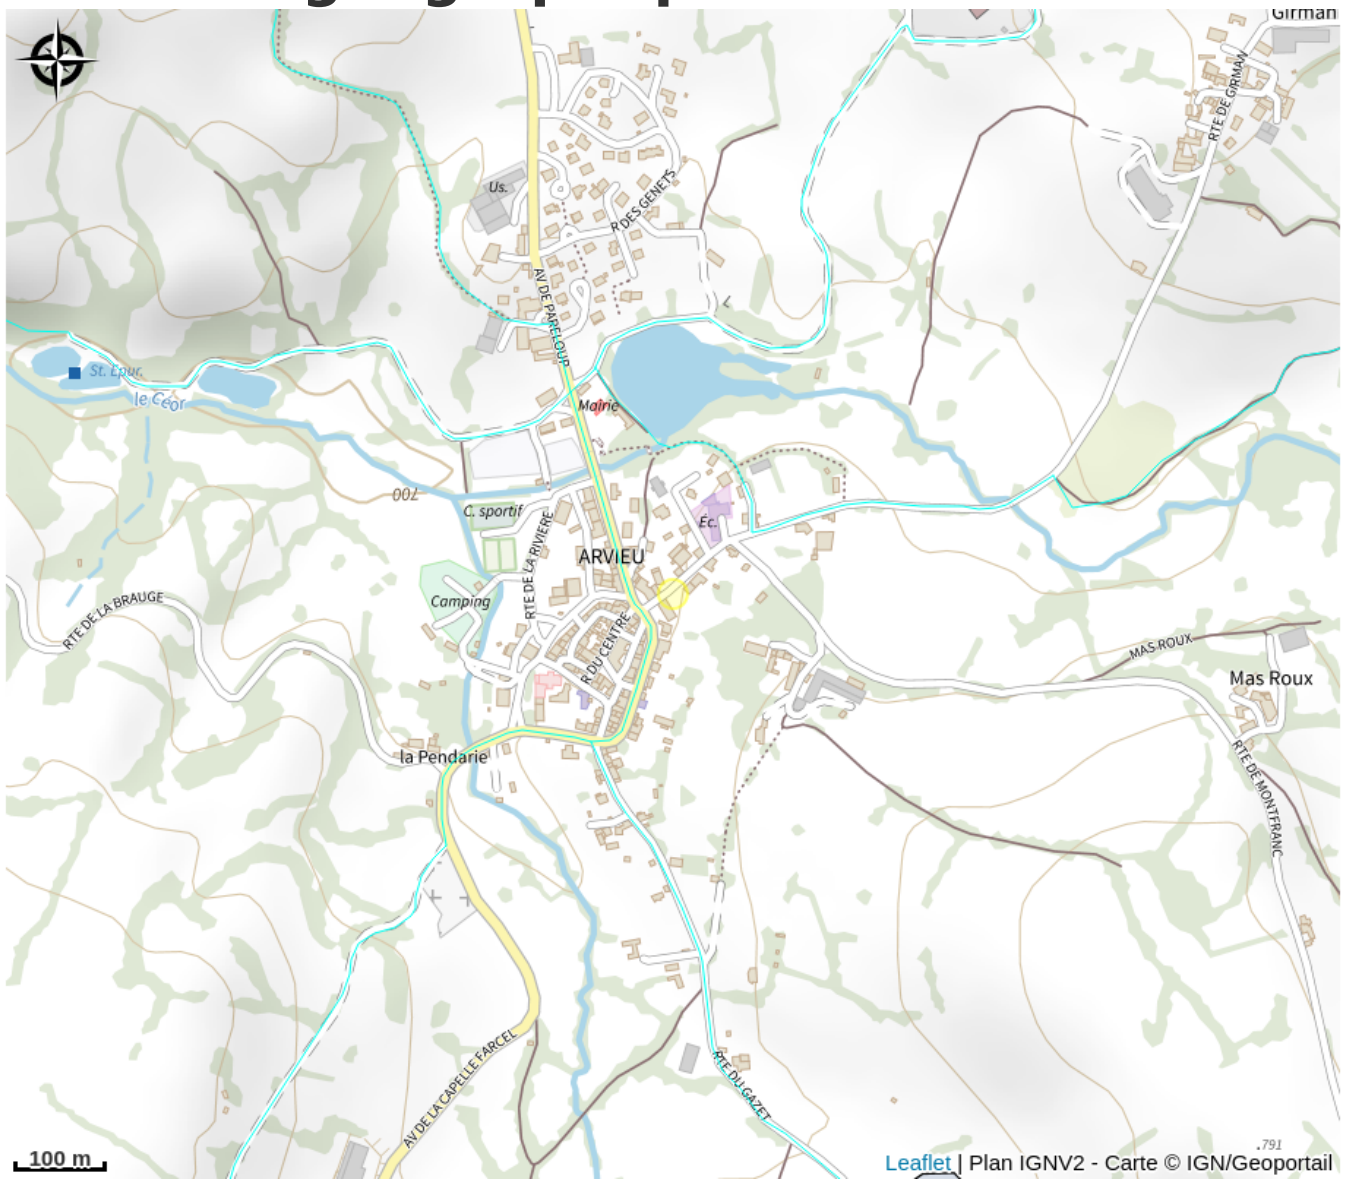 Girman
RTE DE GIRMAN
Us.
R DES GENETS
AV DE PARELOUP
St. Epur.
le Céor
Mairie
700
C. sportif
Éc.
ARVIEU
RTE DE LA RIVIERE
Camping
RTE DE LA BRAUGE
R DU CENTRE
MAS ROUX
Mas Roux
la Pendarie
RTE DE MONTFRANC
AV DE LA CAPELLE FARCEL
RTE DU GAZET
.791
100 m
Leaflet | Plan IGNV2 - Carte © IGN/Geoportail